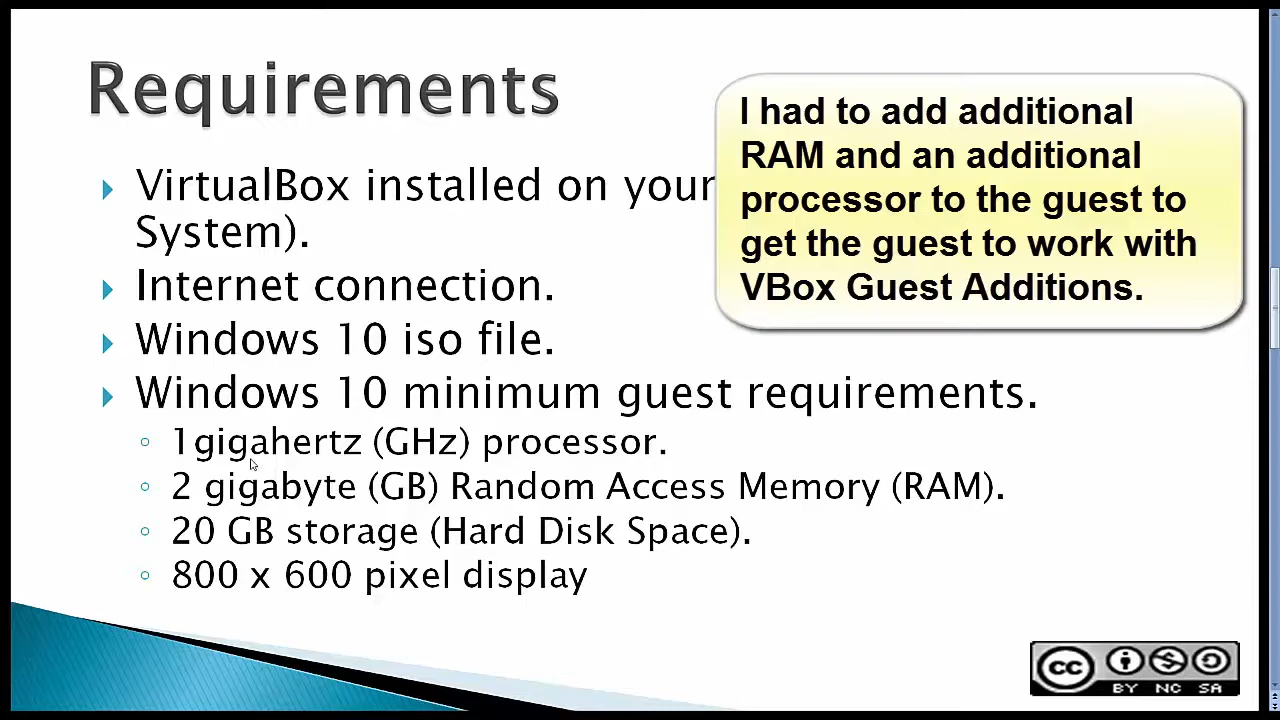 Requirements
VirtualBox installed on your
System).
Internet connection.
Windows 10 iso file.
Windows 10 minimum guest requirements.
1gigahertz (GHz) processor.
2 gigabyte (GB) Random Access Memory (RAM).
20 GB storage (Hard Disk Space).
800 x 600 pixel display
I had to add additional
RAM and an additional
processor to the guest to
get the guest to work with
VBox Guest Additions.
cc
BY NC SA